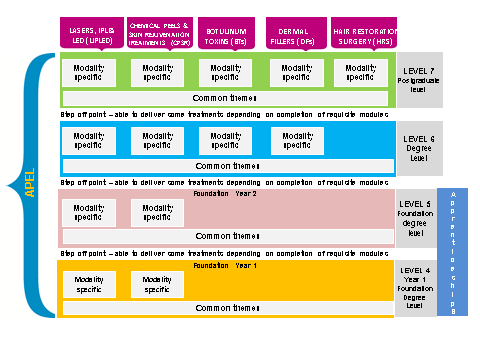 LASERS, IPL &
LED (LIPLED)
CHEMICAL PEELS &
SKIN REJUVENATION
TREATMENTS (CPSR)
BOTULINUM
TOXINS (BTs)
DERMAL
FILLERS (DFs)
HAIR RESTORATION
SURGERY (HRS)
Modality
specific
Modality
specific
Modality
specific
Modality
specific
Modality
specific
Common themes
LEVEL 7
Postgraduate
level
Step off point – able to deliver some treatments depending on completion of requisite modules
Modality
specific
Modality
specific
Modality
specific
Modality
specific
Common themes
LEVEL 6
Degree
Level
Step off point – able to deliver some treatments depending on completion of requisite modules
Foundation Year 2
Modality
specific
Modality
specific
Common themes
LEVEL 5
Foundation
degree
level
Step off point – able to deliver some treatments depending on completion of requisite modules
Foundation Year 1
Modality
specific
Modality
specific
Common themes
LEVEL 4
Year 1
Foundation
Degree
Level
APEL
Apprenticeships